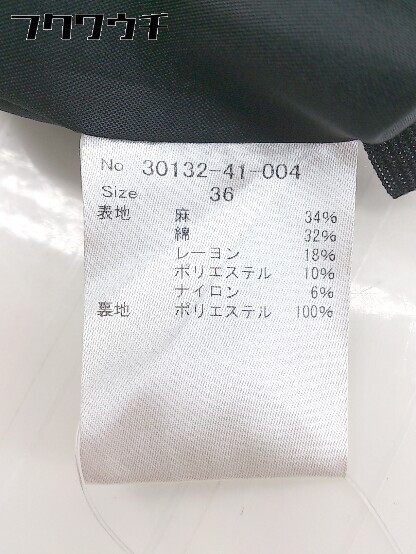 フクワウチ
No 30132-41-004
Size 36
表地 麻 34%
綿 32%
レーヨン 18%
ポリエステル 10%
ナイロン 6%
裏地 ポリエステル 100%